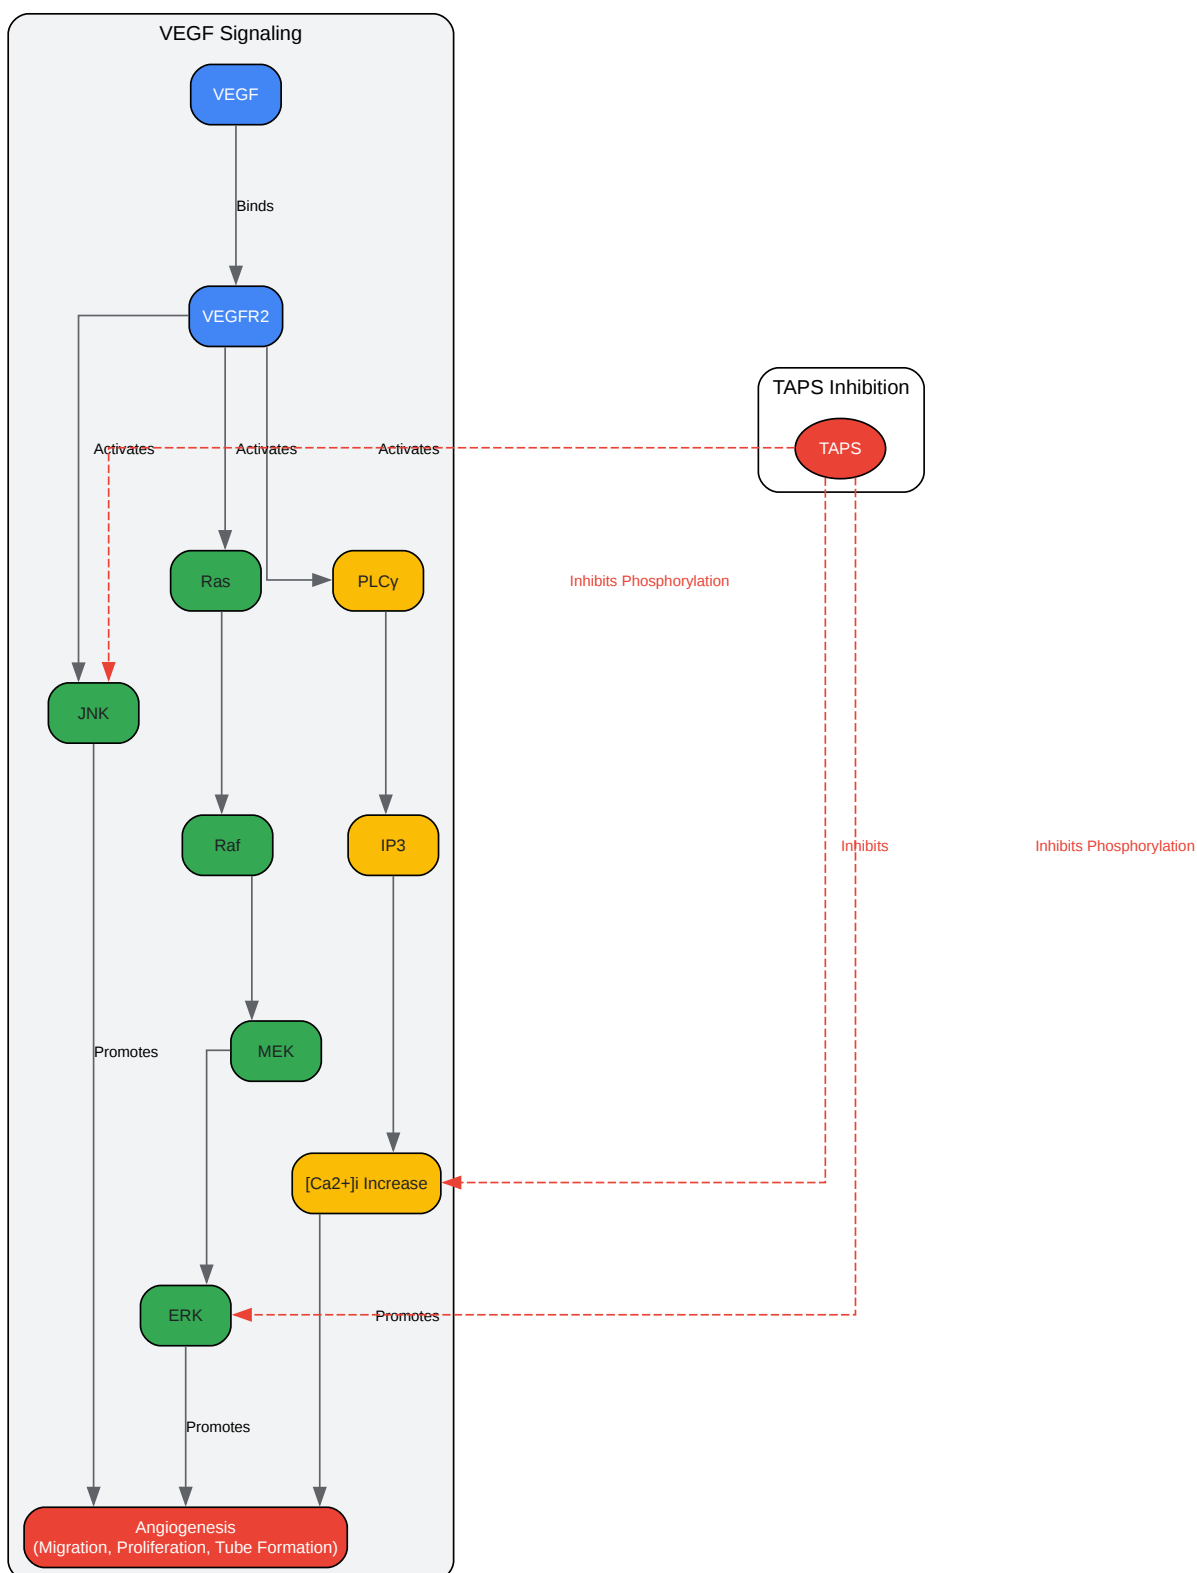 VEGF Signaling
VEGF
Binds
VEGFR2
TAPS Inhibition
Activates
Activates
Activates
TAPS
Ras
PLCγ
Inhibits Phosphorylation
JNK
Raf
IP3
Inhibits
Inhibits Phosphorylation
Promotes
MEK
[Ca2+]i Increase
ERK
Promotes
Promotes
Angiogenesis
(Migration, Proliferation, Tube Formation)